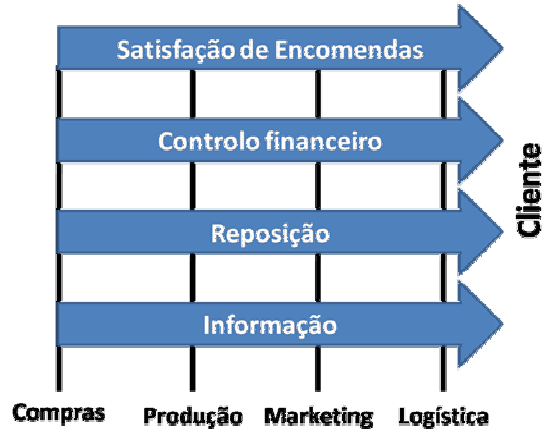 Satisfação de Encomendas
Controlo financeiro
Reposição
Informação
Cliente
Compras Produção Marketing Logística